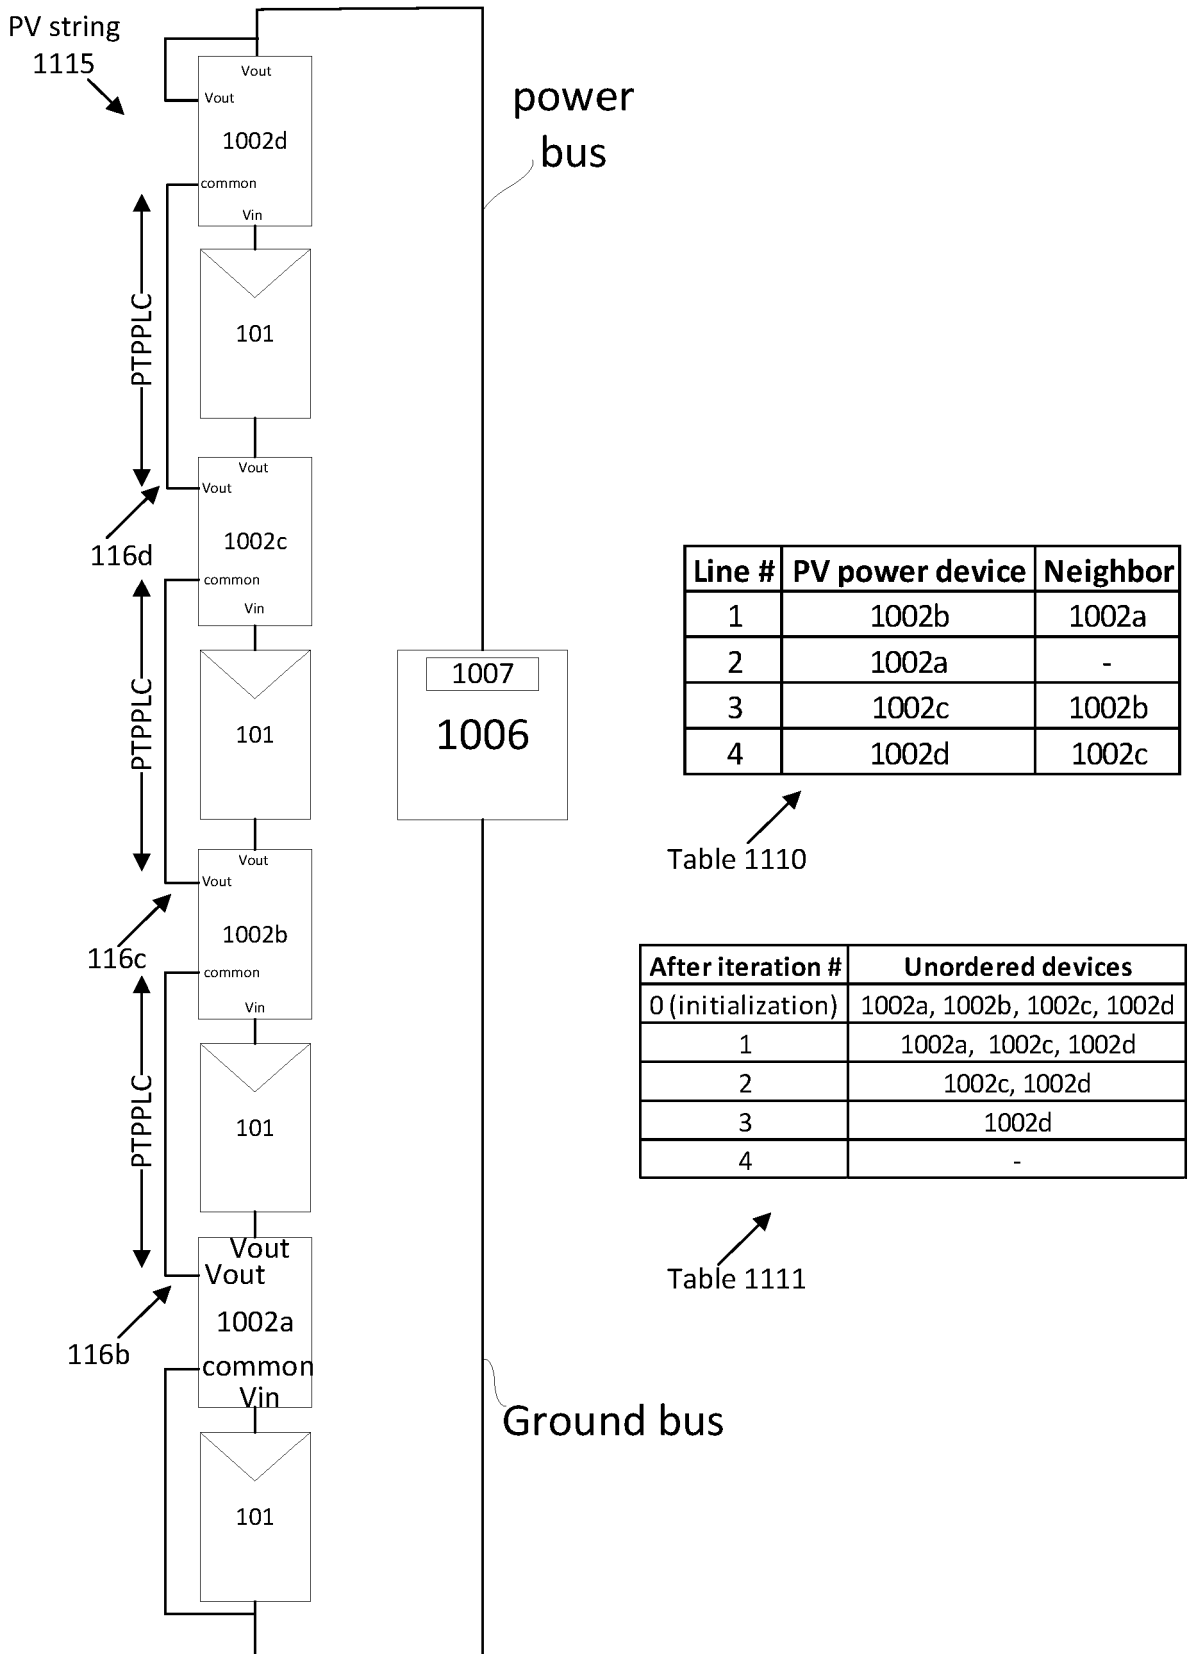 PV string
1115
Vout
Vout
1002d
common
Vin
PTPPLC
101
Vout
Vout
1002c
116d
common
Vin
PTPPLC
101
Vout
Vout
1002b
116c
common
Vin
PTPPLC
101
Vout
Vout
1002a
116b
common
Vin
101
power
bus
1007
1006
Ground bus
Line # PV power device Neighbor
1 1002b 1002a
2 1002a -
3 1002c 1002b
4 1002d 1002c
Table 1110
After iteration # Unordered devices
0 (initialization) 1002a, 1002b, 1002c, 1002d
1 1002a, 1002c, 1002d
2 1002c, 1002d
3 1002d
4 -
Table 1111